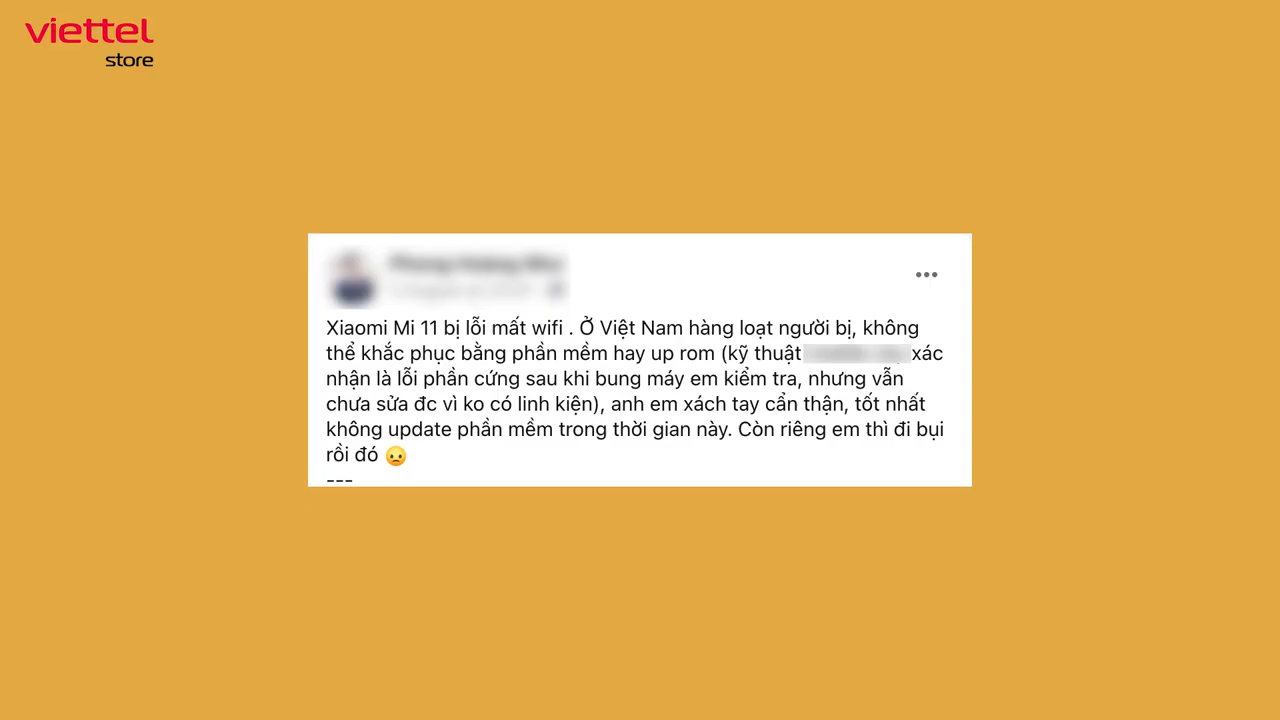 viettel
store
Xiaomi Mi 11 bị lỗi mất wifi . Ở Việt Nam hàng loạt người bị, không
thể khắc phục bằng phần mềm hay up rom (kỹ thuật xác
nhận là lỗi phần cứng sau khi bung máy em kiểm tra, nhưng vẫn
chưa sửa đc vì ko có linh kiện), anh em xách tay cẩn thận, tốt nhất
không update phần mềm trong thời gian này. Còn riêng em thì đi bụi
rồi đó 😠
---